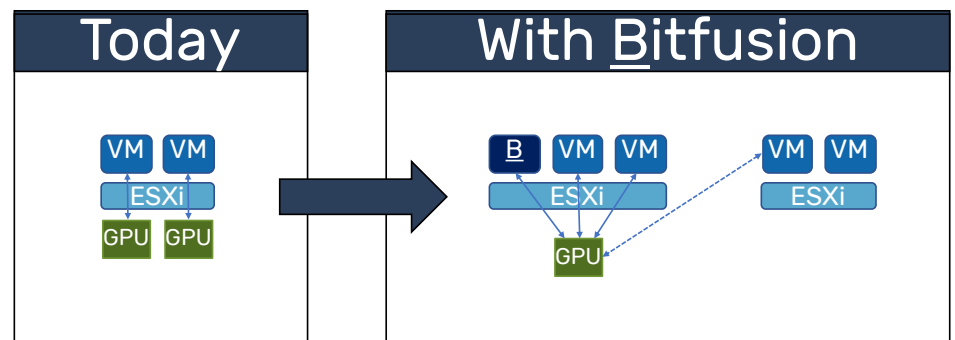 Today
With Bitfusion
VM VM
ESXi
GPU GPU
B VM VM
ESXi
GPU
VM VM
ESXi